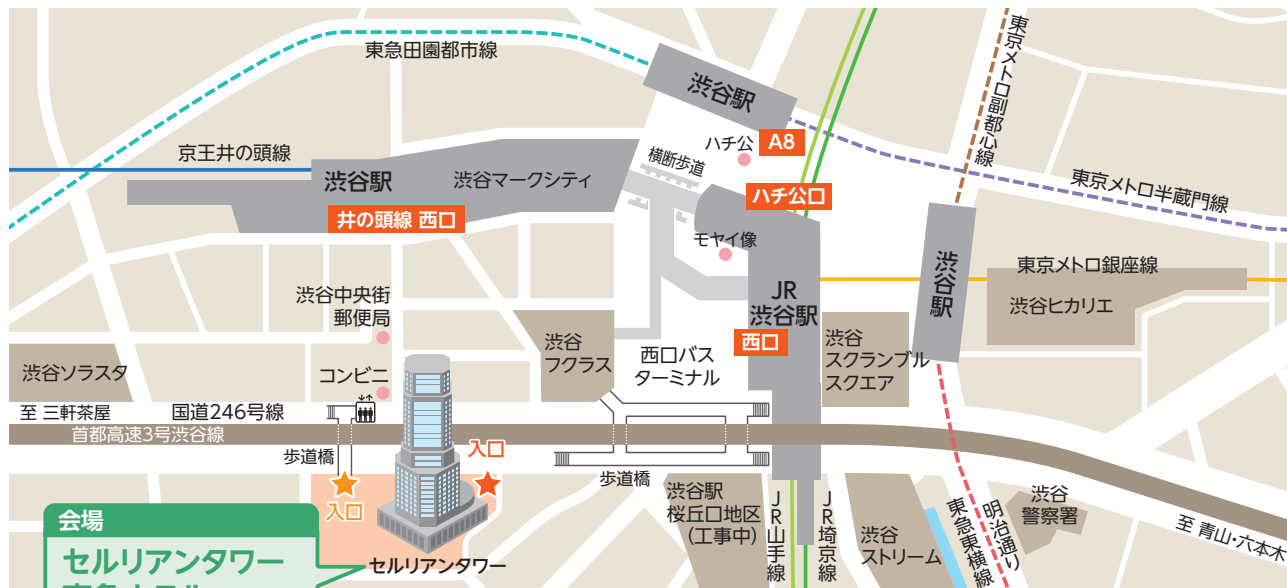 東急田園都市線
渋谷駅
東京メトロ副都心線
ハチ公
A8
京王井の頭線
渋谷駅
渋谷マークシティ
横断歩道
ハチ公口
東京メトロ半蔵門線
井の頭線 西口
モヤイ像
渋谷駅
東京メトロ銀座線
渋谷ヒカリエ
渋谷中央街
郵便局
JR
渋谷駅
西口
渋谷
フクラス
西口バス
ターミナル
渋谷
スクランブル
スクエア
渋谷ソラスタ
コンビニ
至 三軒茶屋
国道246号線
首都高速3号渋谷線
歩道橋
入口
入口
歩道橋
渋谷駅
桜丘口地区
(工事中)
JR山手線
JR埼京線
渋谷
ストリーム
東急東横線
明治通り
渋谷
警察署
至 青山・六本木
会場
セルリアンタワー
セルリアンタワー